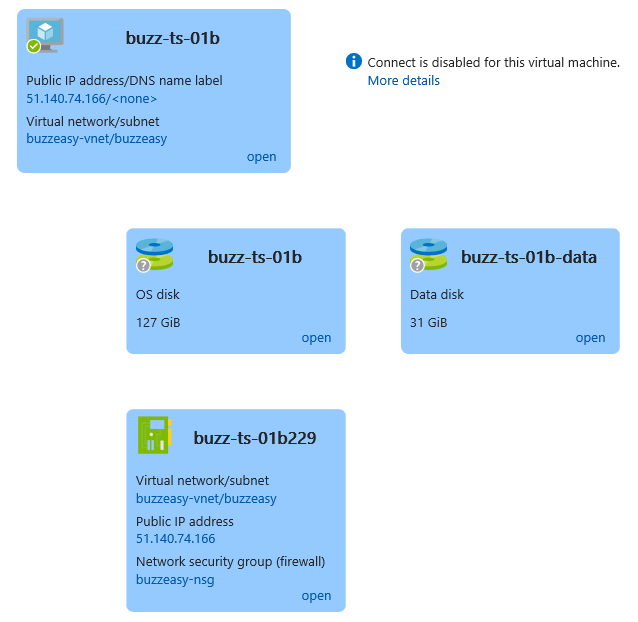 buzz-ts-01b
Public IP address/DNS name label
51.140.74.166/<none>
Virtual network/subnet
buzzeasy-vnet/buzzeasy
open
Connect is disabled for this virtual machine.
More details
buzz-ts-01b
OS disk
127 GiB
open
buzz-ts-01b-data
Data disk
31 GiB
open
buzz-ts-01b229
Virtual network/subnet
buzzeasy-vnet/buzzeasy
Public IP address
51.140.74.166
Network security group (firewall)
buzzeasy-nsg
open